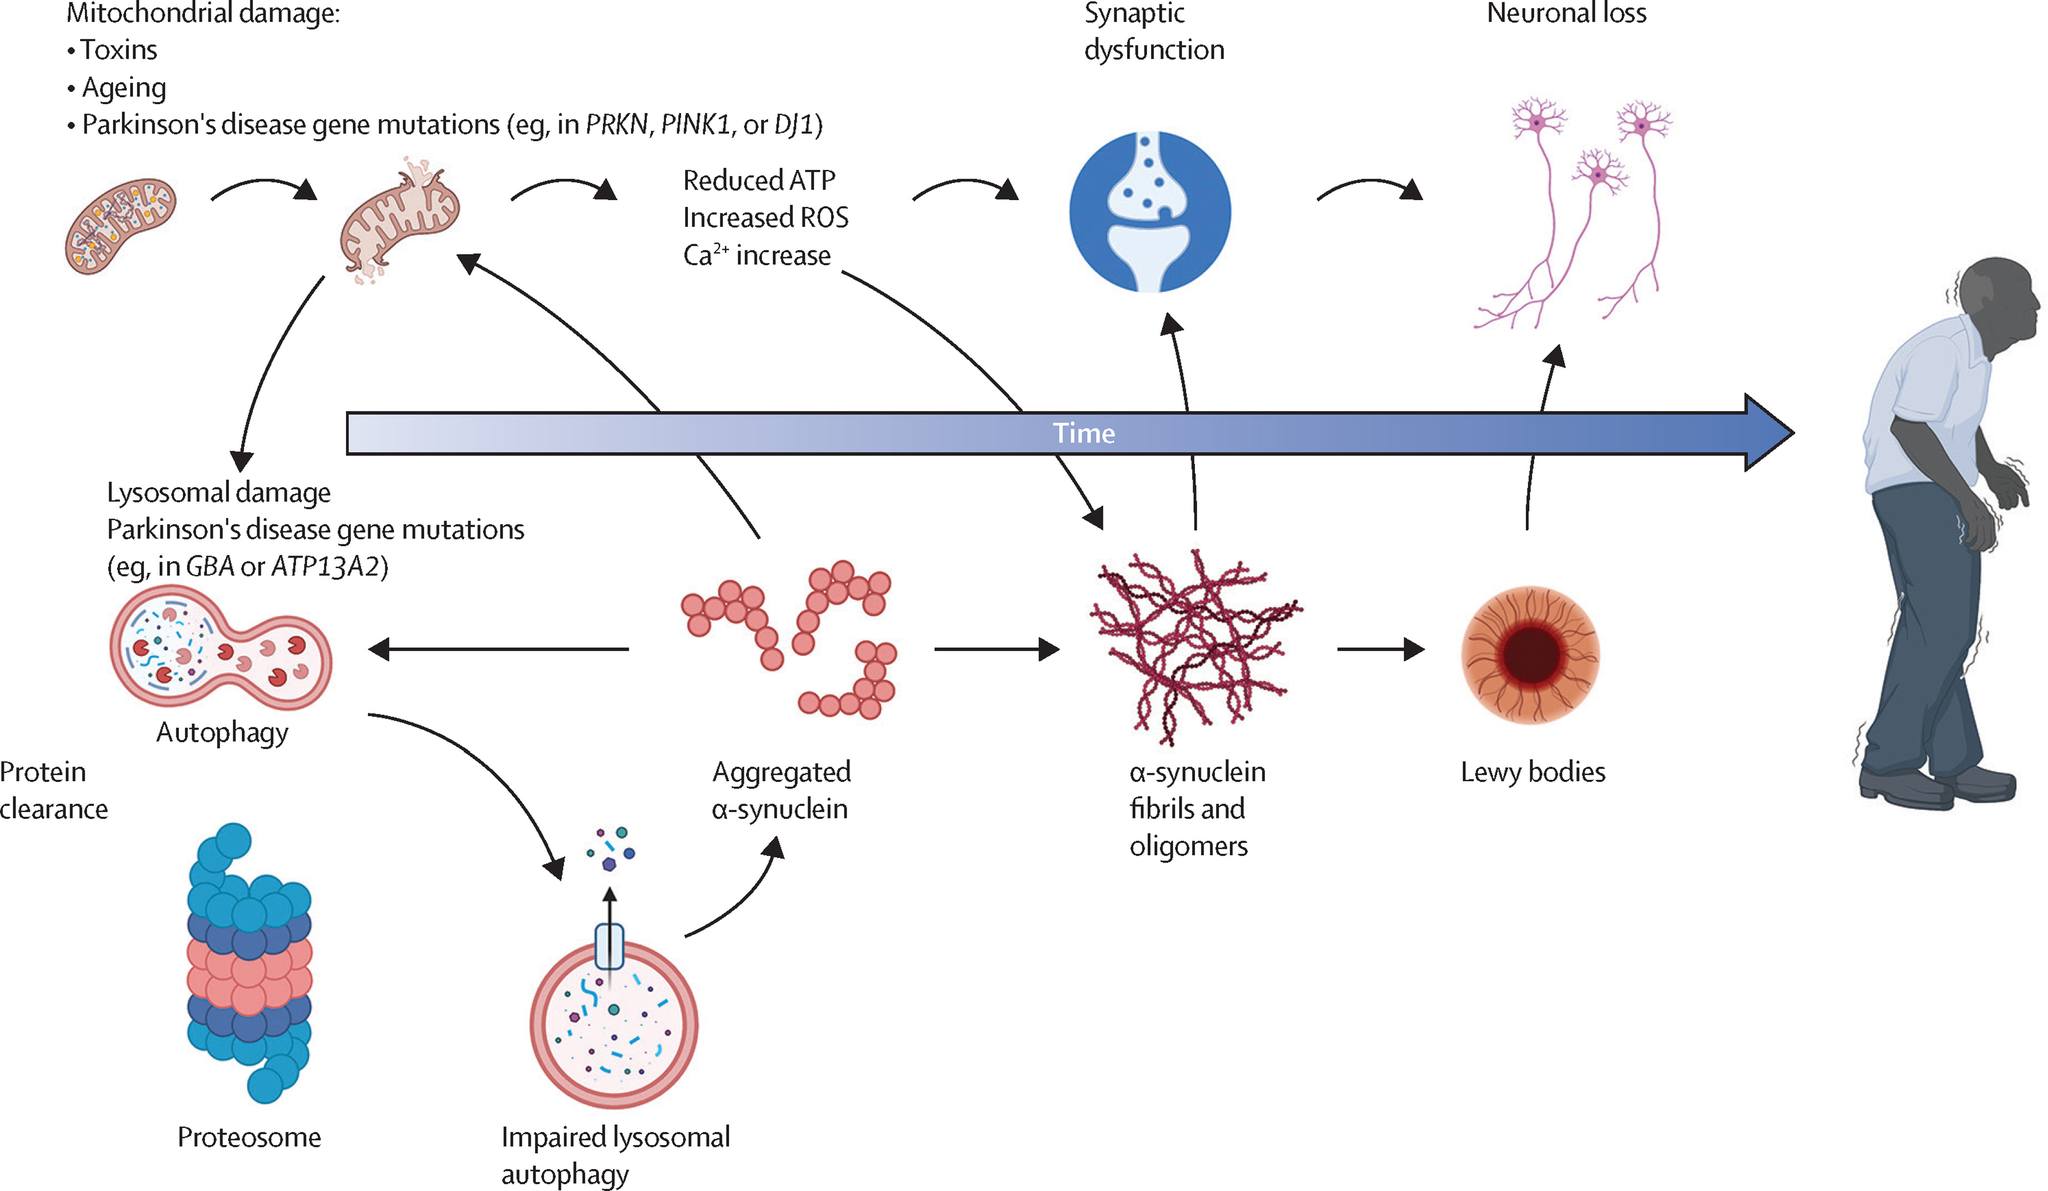 Mitochondrial damage:
• Toxins
• Ageing
• Parkinson's disease gene mutations (eg, in PRKN, PINK1, or DJ1)
Synaptic
dysfunction
Neuronal loss
Reduced ATP
Increased ROS
Ca²⁺ increase
Time
Lysosomal damage
Parkinson's disease gene mutations
(eg, in GBA or ATP13A2)
Autophagy
Protein
clearance
Aggregated
α-synuclein
α-synuclein
fibrils and
oligomers
Lewy bodies
Proteosome
Impaired lysosomal
autophagy